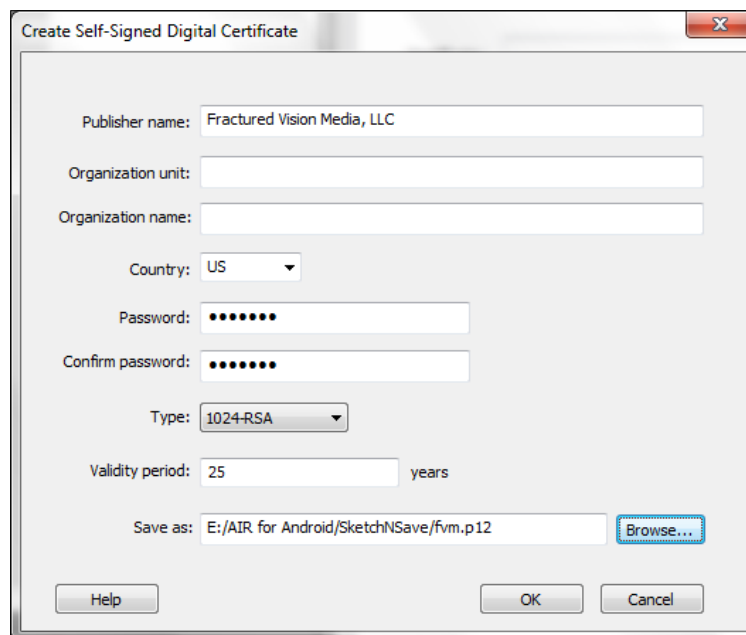 Create Self-Signed Digital Certificate
Publisher name: Fractured Vision Media, LLC
Organization unit:
Organization name:
Country: US
Password: •••••••
Confirm password: •••••••
Type: 1024-RSA
Validity period: 25 years
Save as: E:/AIR for Android/SketchNSave/fvm.p12 Browse...
Help OK Cancel